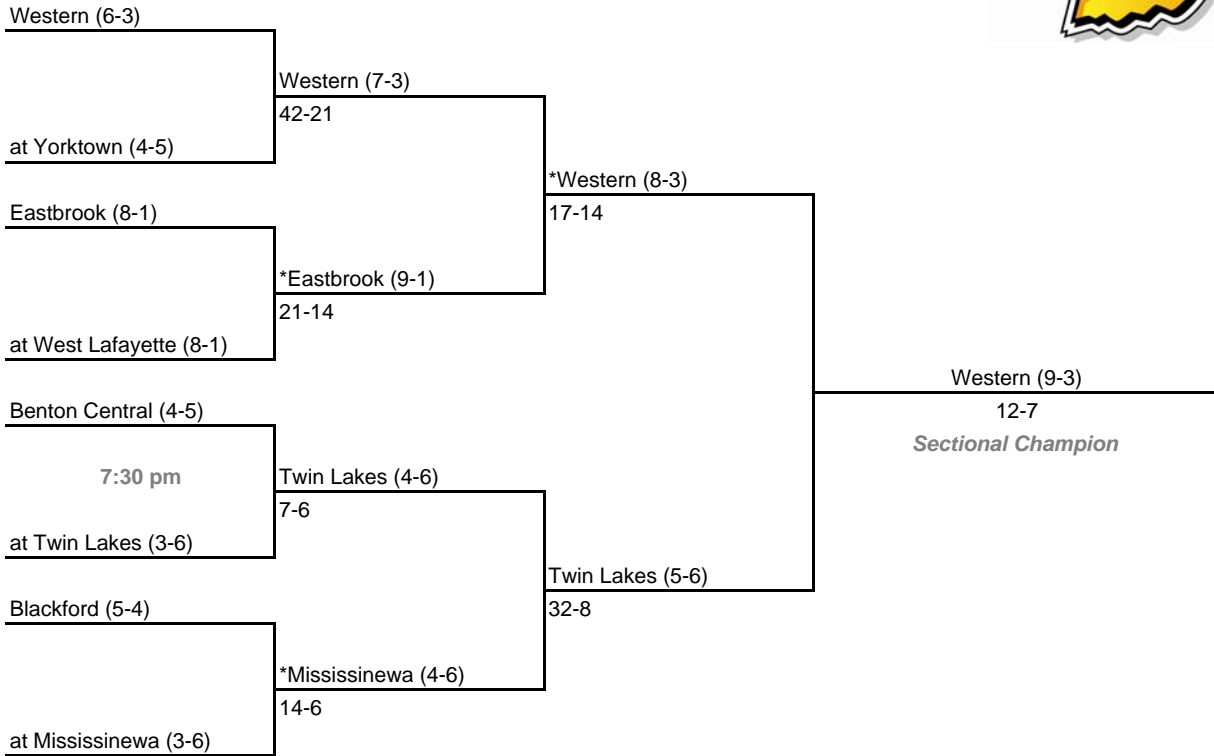 Western (6-3)
Western (7-3)
42-21
at Yorktown (4-5)
*Western (8-3)
17-14
Eastbrook (8-1)
*Eastbrook (9-1)
21-14
at West Lafayette (8-1)
Western (9-3)
12-7
Sectional Champion
Benton Central (4-5)
7:30 pm
Twin Lakes (4-6)
7-6
at Twin Lakes (3-6)
Twin Lakes (5-6)
32-8
Blackford (5-4)
*Mississinewa (4-6)
14-6
at Mississinewa (3-6)